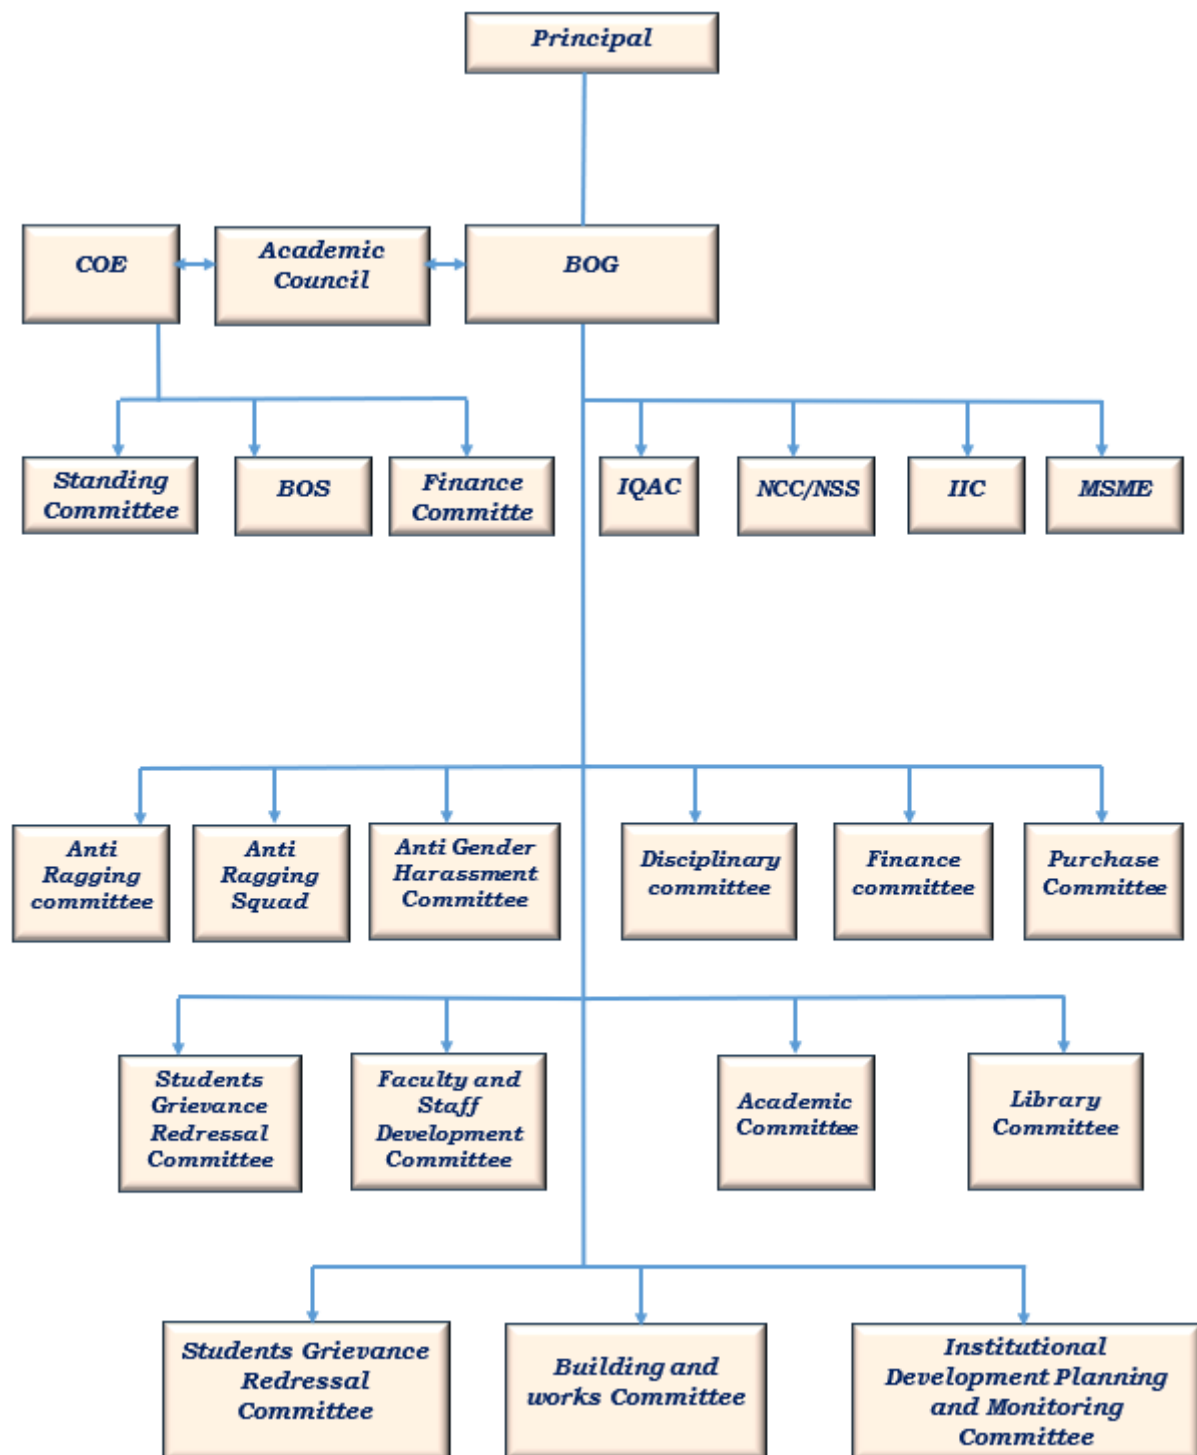 Principal
COE
Academic
Council
BOG
Standing
Committee
BOS
Finance
Committe
IQAC
NCC/NSS
IIC
MSME
Anti
Ragging
committee
Anti
Ragging
Squad
Anti Gender
Harassment
Committee
Disciplinary
committee
Finance
committee
Purchase
Committee
Students
Grievance
Redressal
Committee
Faculty and
Staff
Development
Committee
Academic
Committee
Library
Committee
Students Grievance
Redressal
Committee
Building and
works Committee
Institutional
Development Planning
and Monitoring
Committee